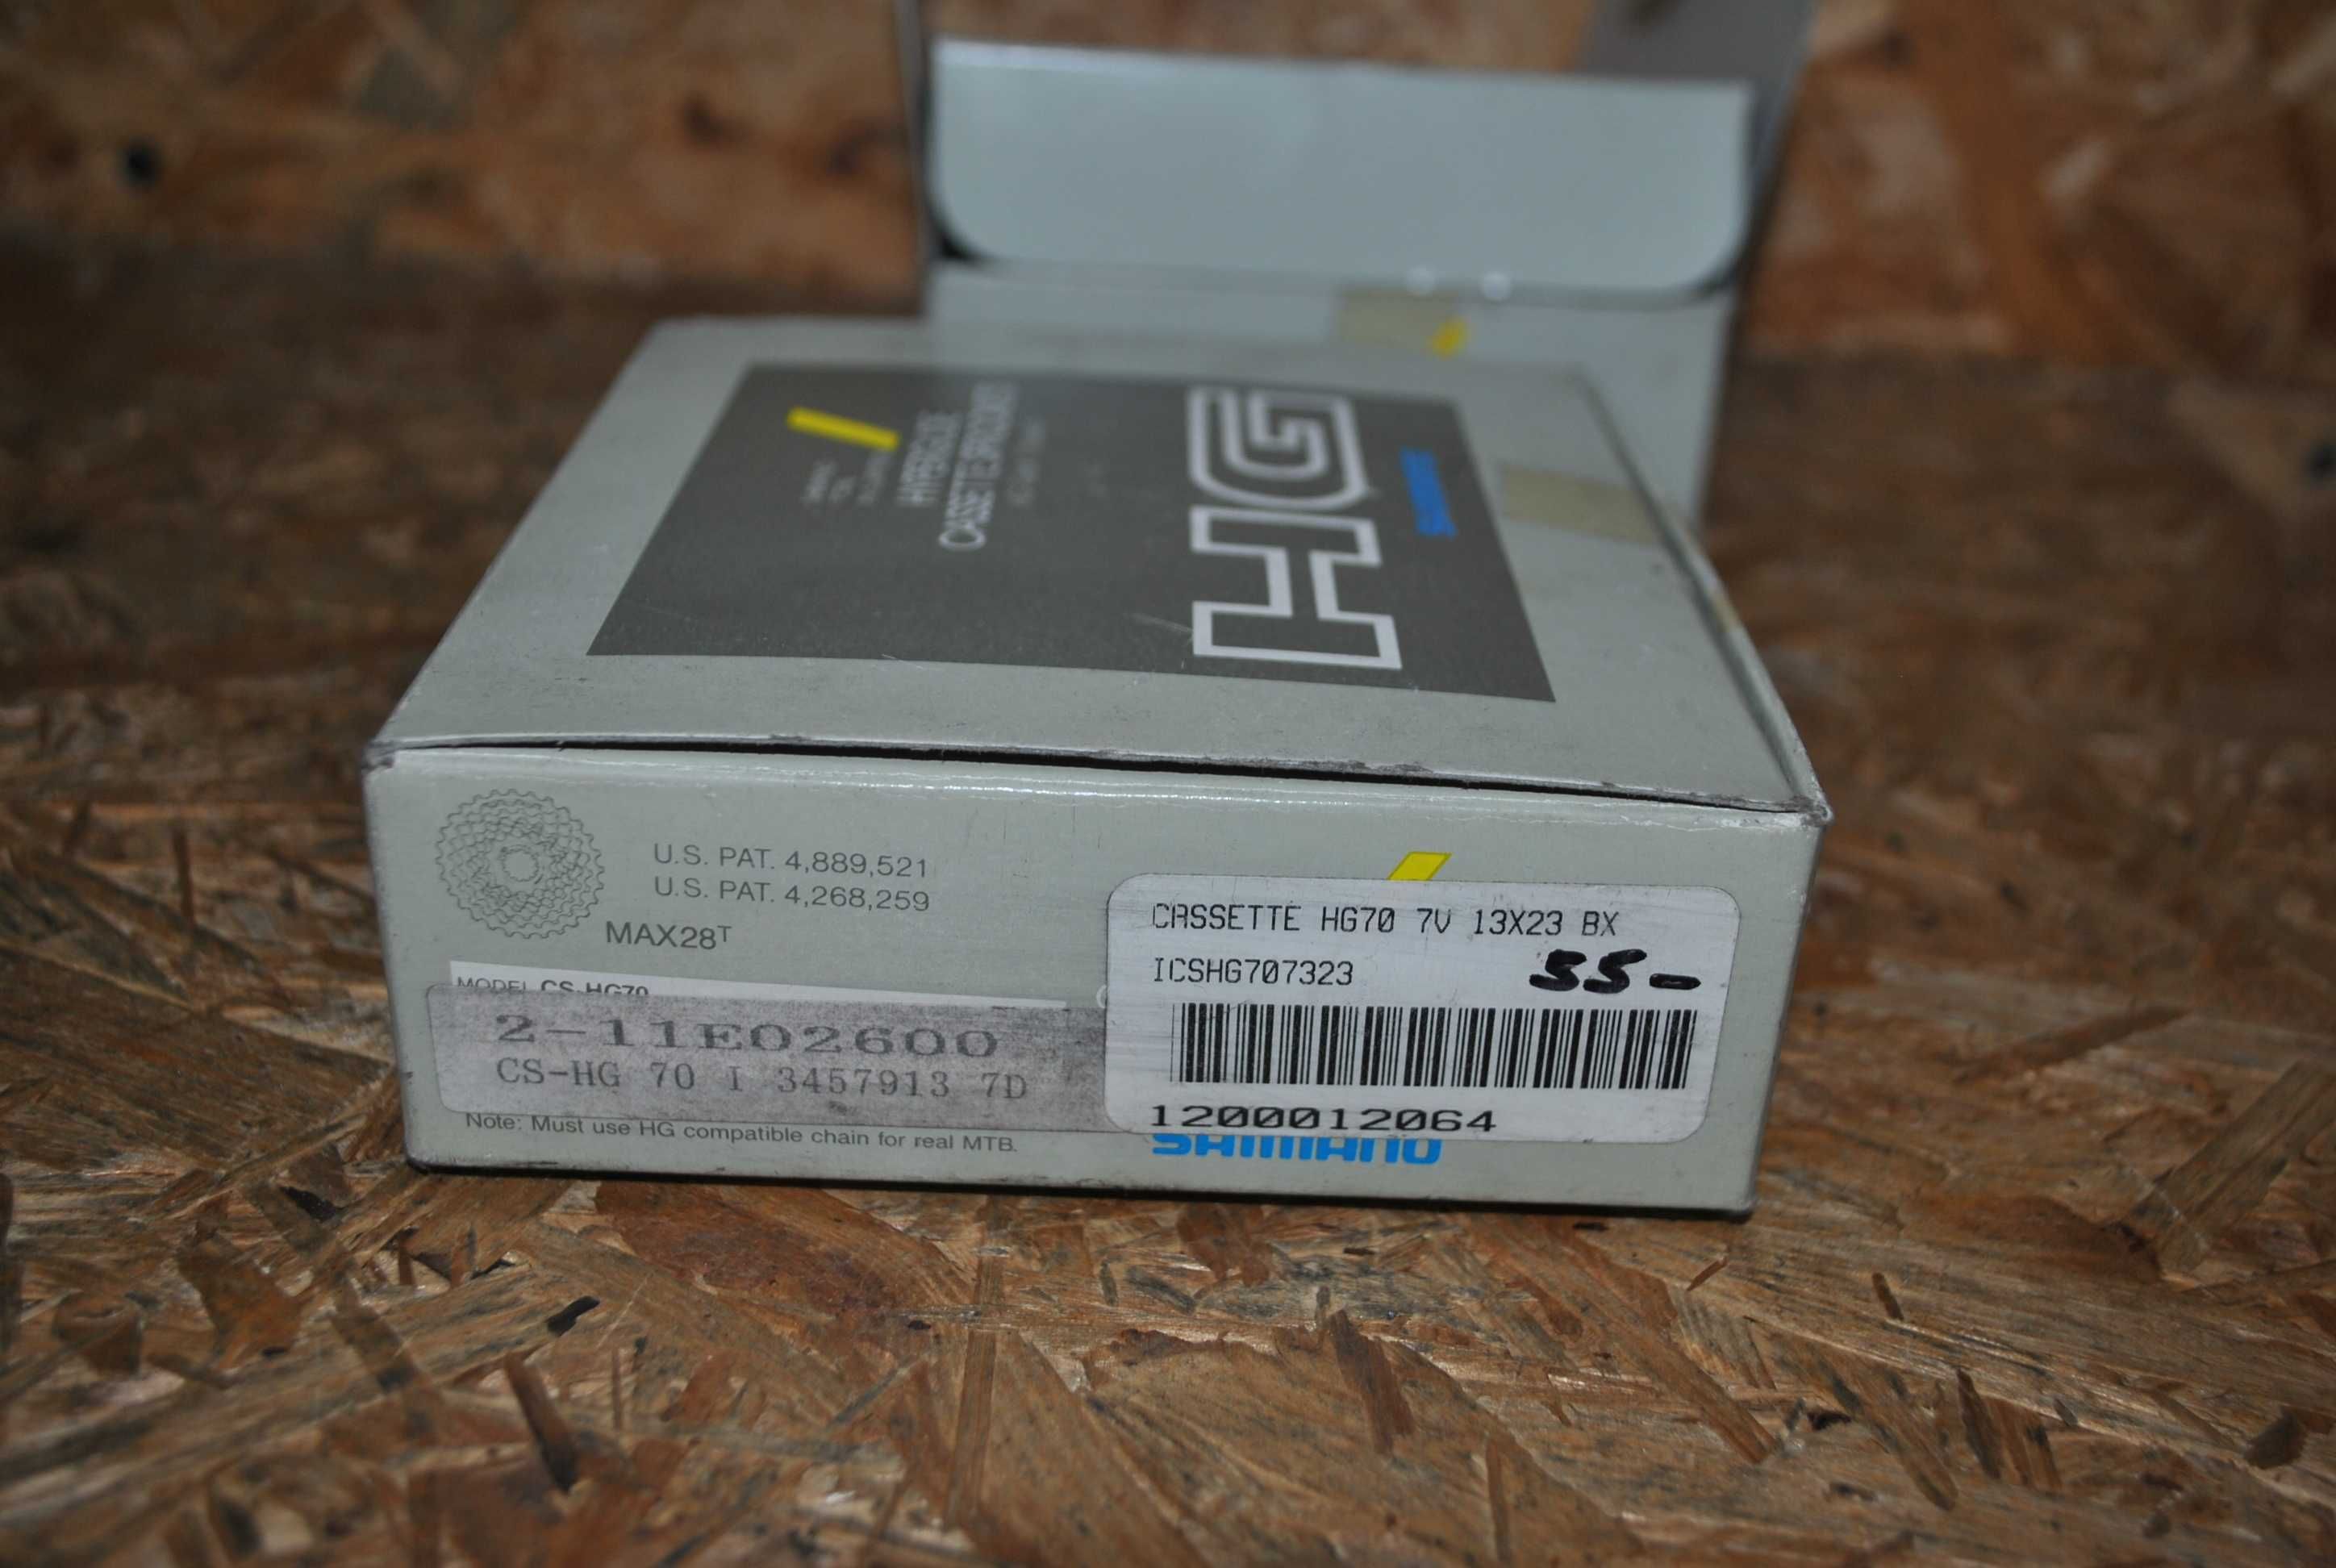 SHIMANO
HG
HYPERGLIDE
CASSETTE SPROCKET
U.S. PAT. 4,889,521
U.S. PAT. 4,268,259
MAX28T
MODEL CS-HG70
2-11E02600
CS-HG 70 I 3457913 7D
Note: Must use HG compatible chain for real MTB.
CASSETTE HG70 7V 13X23 BX
ICSHG707323
55-
1200012064
SHIMANO